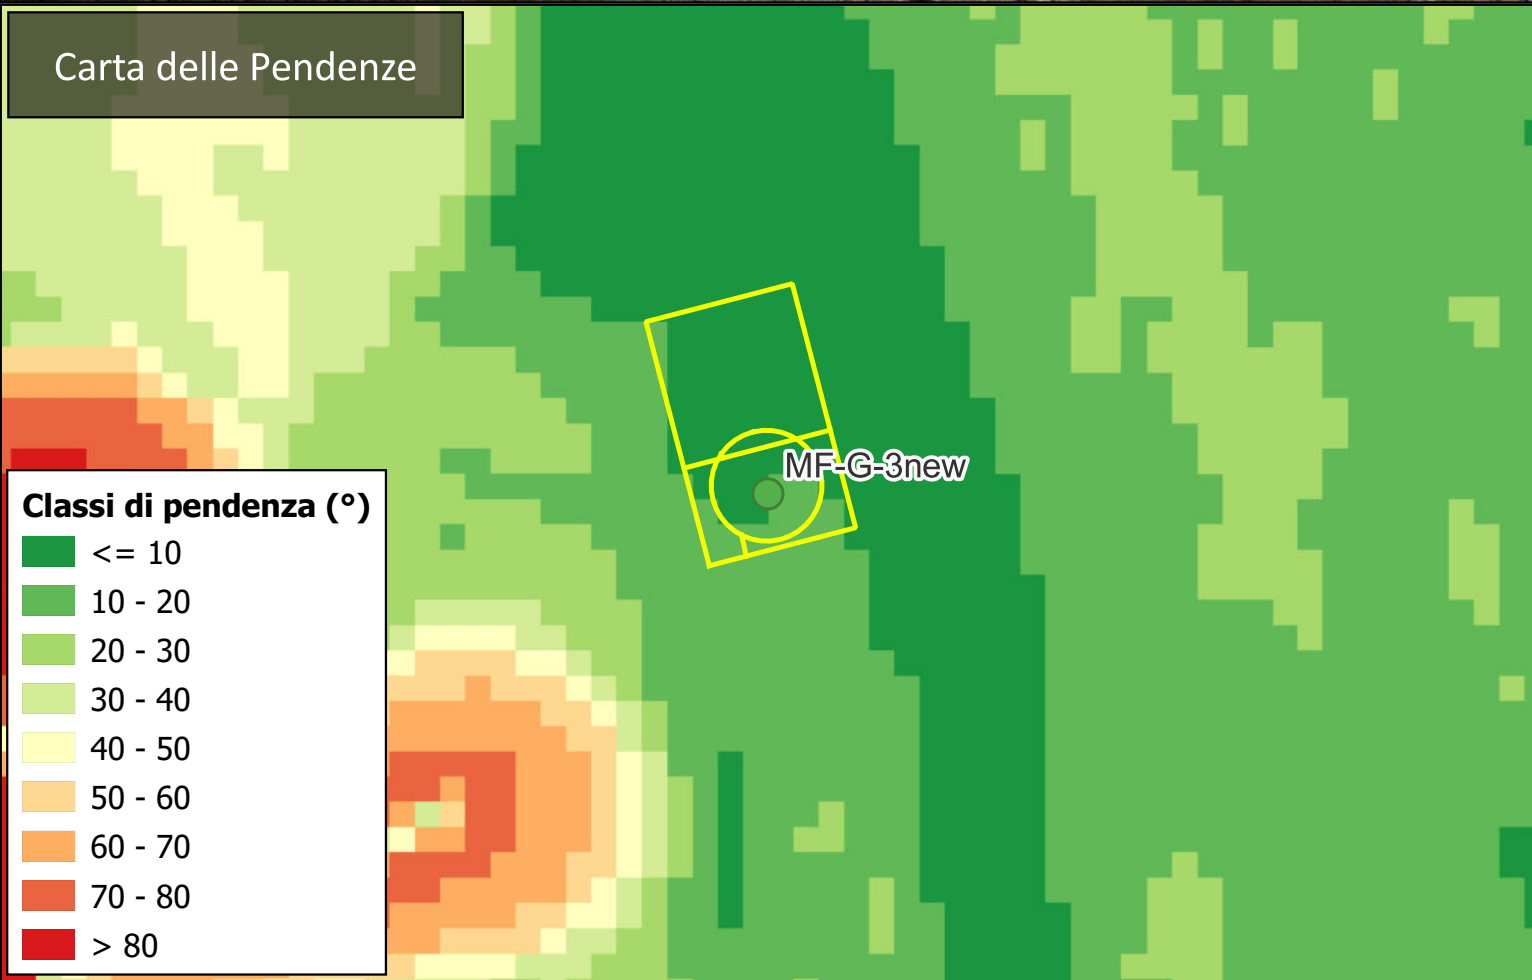 Carta delle Pendenze
MF-G-3new
Classi di pendenza (°)
<= 10
10 - 20
20 - 30
30 - 40
40 - 50
50 - 60
60 - 70
70 - 80
> 80